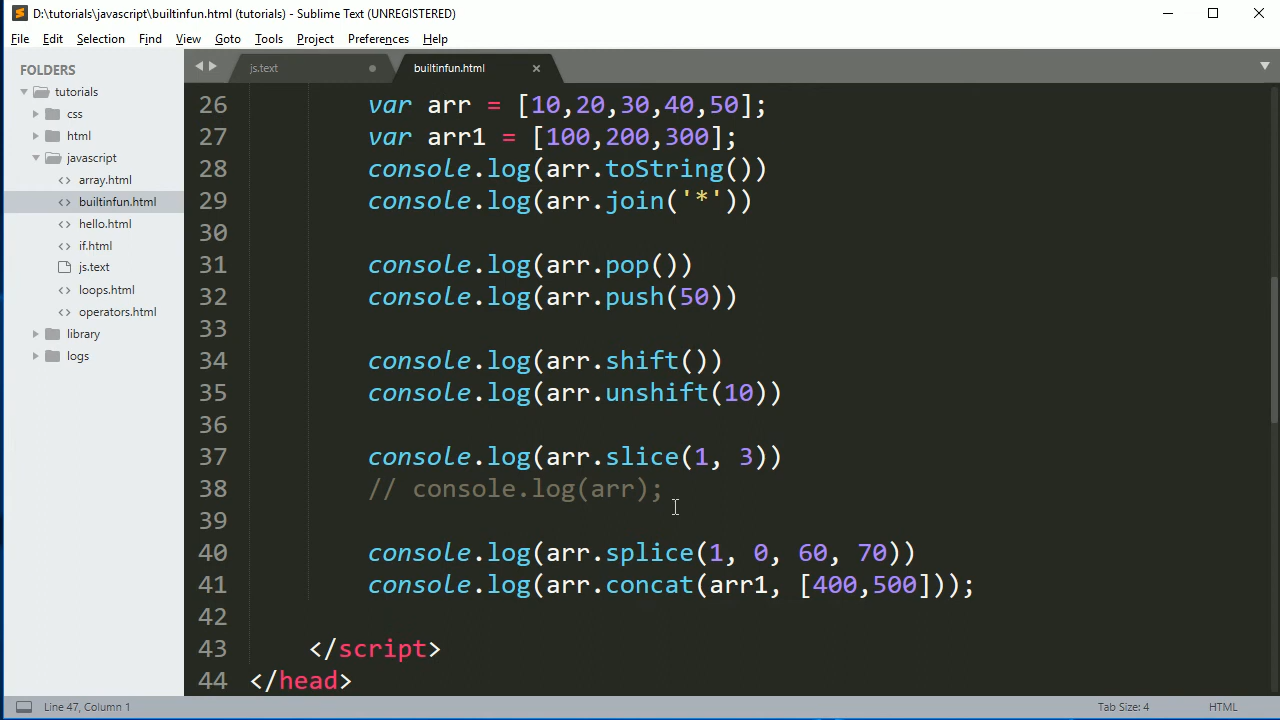 D:\tutorials\javascript\builtinfun.html (tutorials) - Sublime Text (UNREGISTERED)
File Edit Selection Find View Goto Tools Project Preferences Help
FOLDERS
tutorials
css
html
javascript
array.html
builtinfun.html
hello.html
if.html
js.text
loops.html
operators.html
library
logs
js.text builtinfun.html
26 var arr = [10,20,30,40,50];
27 var arr1 = [100,200,300];
28 console.log(arr.toString())
29 console.log(arr.join('*'))
30
31 console.log(arr.pop())
32 console.log(arr.push(50))
33
34 console.log(arr.shift())
35 console.log(arr.unshift(10))
36
37 console.log(arr.slice(1, 3))
38 // console.log(arr);
39
40 console.log(arr.splice(1, 0, 60, 70))
41 console.log(arr.concat(arr1, [400,500]));
42
43 </script>
44 </head>
Line 47, Column 1 Tab Size: 4 HTML